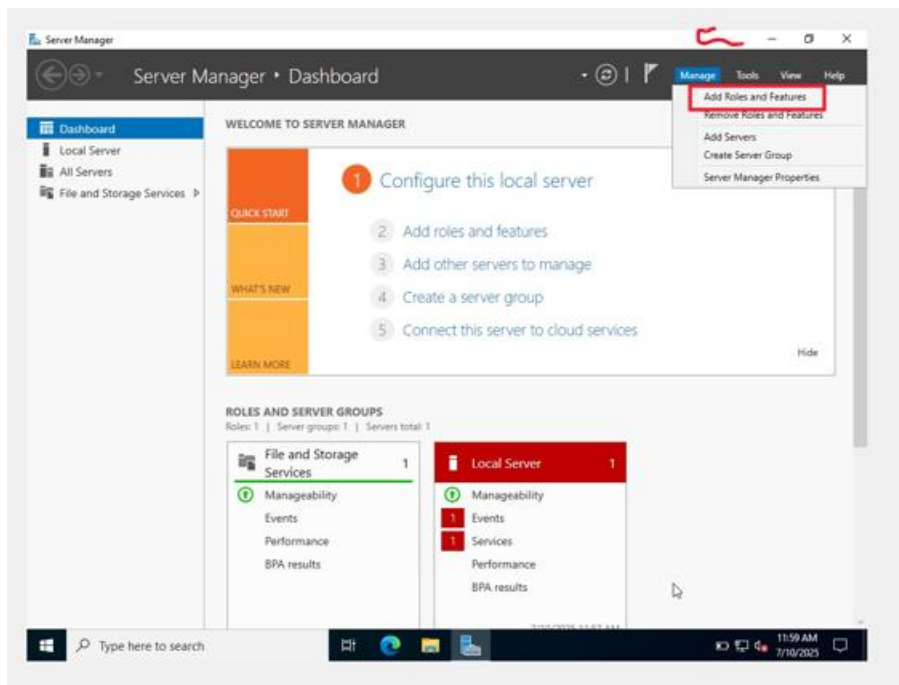 Server Manager
Server Manager • Dashboard
Manage Tools View Help
Add Roles and Features
Remove Roles and Features
Add Servers
Create Server Group
Server Manager Properties
Dashboard
Local Server
All Servers
File and Storage Services
WELCOME TO SERVER MANAGER
QUICK START
WHAT'S NEW
LEARN MORE
1 Configure this local server
2 Add roles and features
3 Add other servers to manage
4 Create a server group
5 Connect this server to cloud services
Hide
ROLES AND SERVER GROUPS
Roles: 1 | Server groups: 1 | Servers total: 1
File and Storage Services 1
Manageability
Events
Performance
BPA results
Local Server 1
Manageability
1 Events
1 Services
Performance
BPA results
7/10/2025 11:57 AM
Type here to search
11:59 AM
7/10/2025